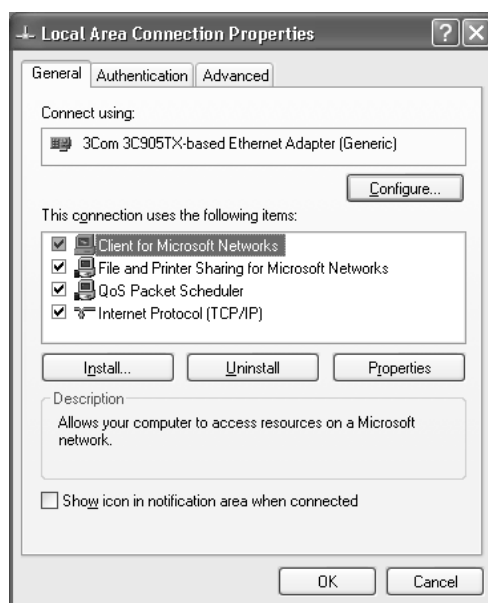 Local Area Connection Properties
General Authentication Advanced
Connect using:
3Com 3C905TX-based Ethernet Adapter (Generic)
Configure...
This connection uses the following items:
Client for Microsoft Networks
File and Printer Sharing for Microsoft Networks
QoS Packet Scheduler
Internet Protocol (TCP/IP)
Install... Uninstall Properties
Description
Allows your computer to access resources on a Microsoft
network.
Show icon in notification area when connected
OK Cancel